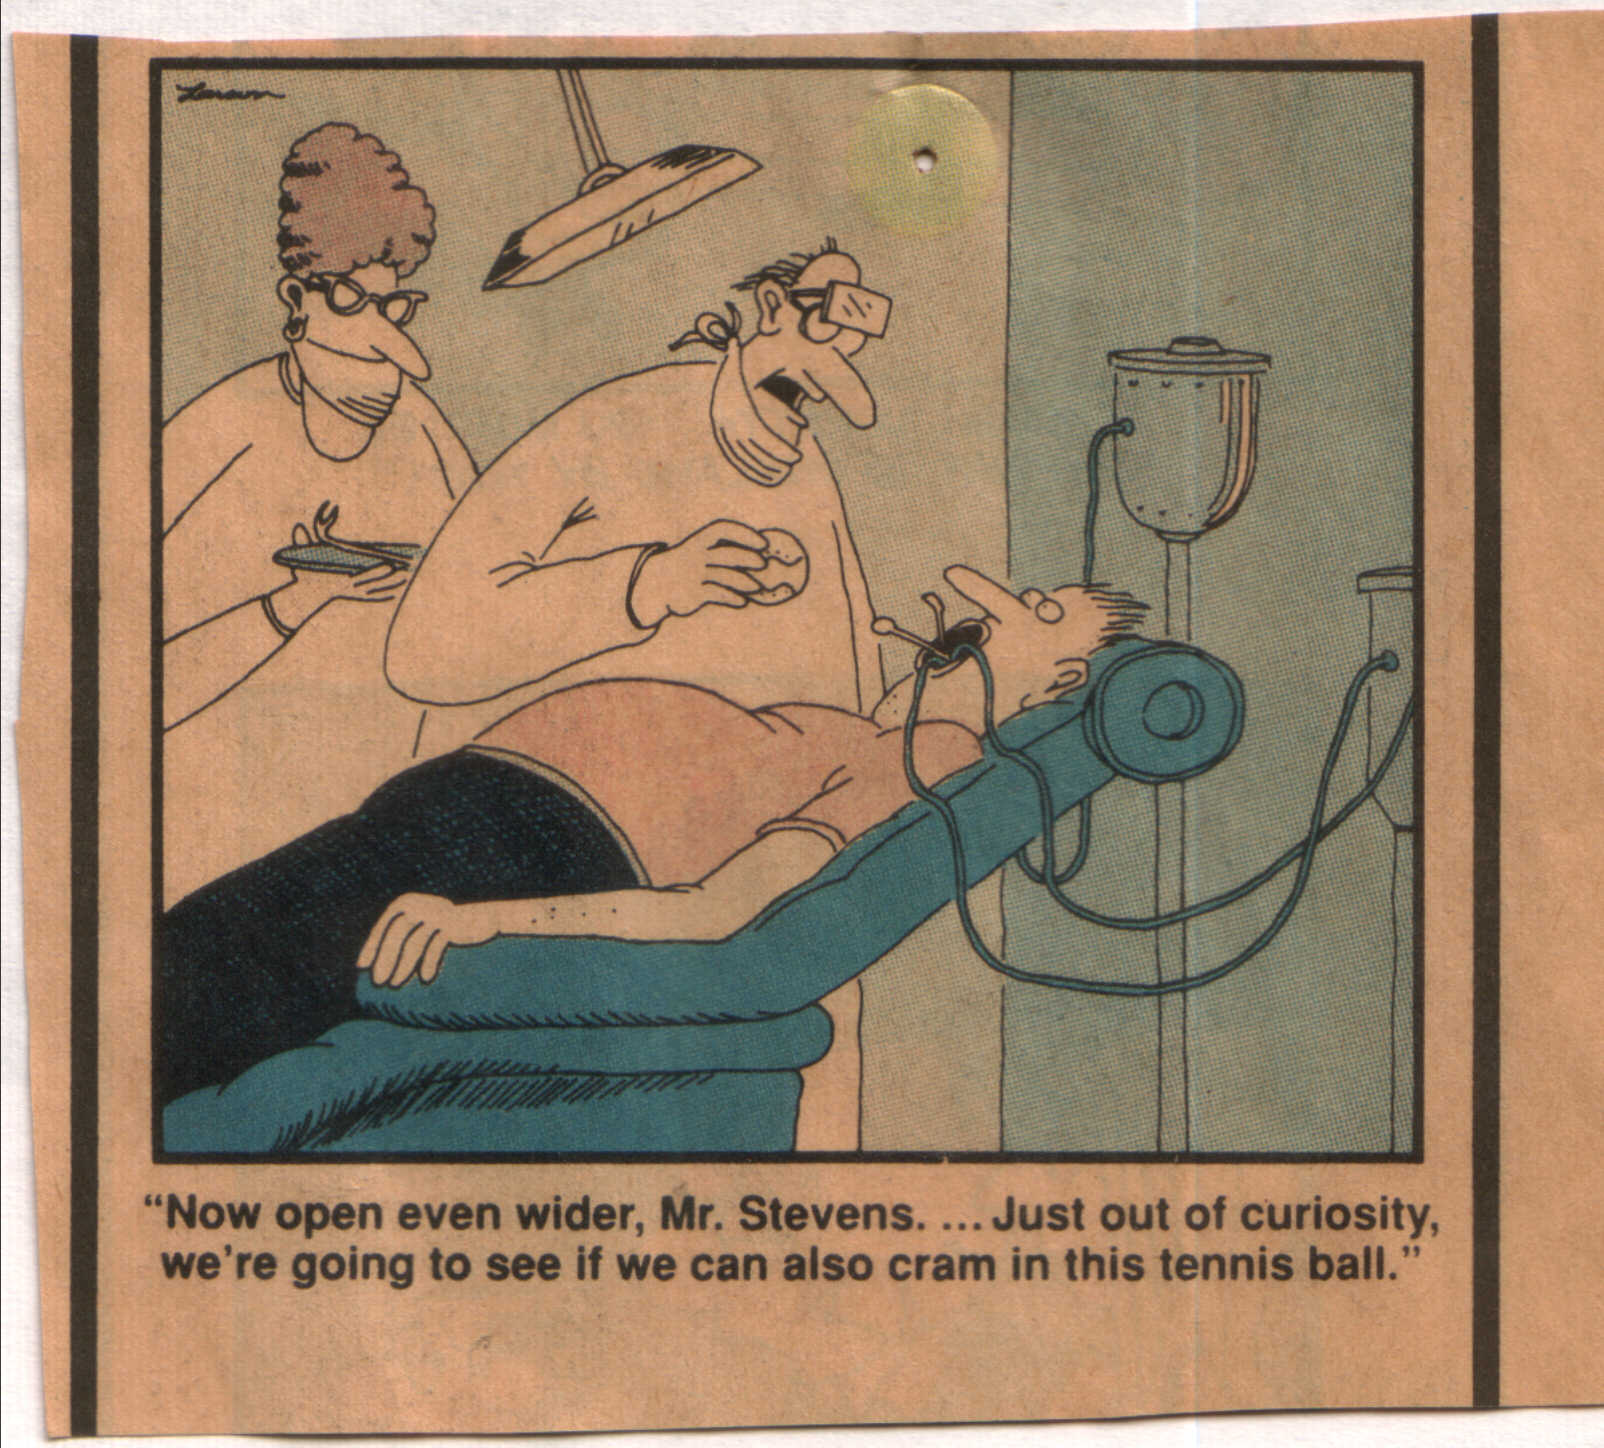 Larson
“Now open even wider, Mr. Stevens. ... Just out of curiosity,
we’re going to see if we can also cram in this tennis ball.”